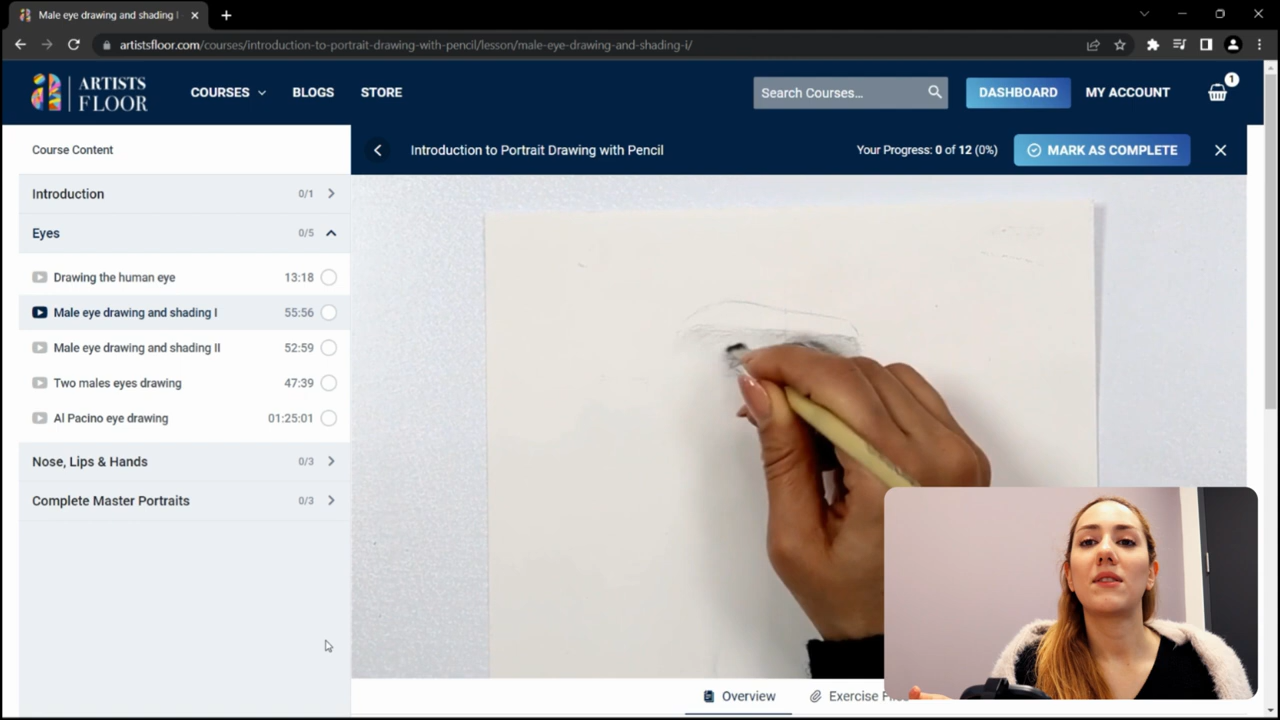 Male eye drawing and shading
artistsfloor.com/courses/introduction-to-portrait-drawing-with-pencil/lesson/male-eye-drawing-and-shading-i/
ARTISTS
FLOOR
COURSES
BLOGS
STORE
Search Courses...
DASHBOARD
MY ACCOUNT
1
Course Content
Introduction to Portrait Drawing with Pencil
Your Progress: 0 of 12 (0%)
MARK AS COMPLETE
Introduction 0/1
Eyes 0/5
Drawing the human eye 13:18
Male eye drawing and shading I 55:56
Male eye drawing and shading II 52:59
Two males eyes drawing 47:39
Al Pacino eye drawing 01:25:01
Nose, Lips & Hands 0/3
Complete Master Portraits 0/3
Overview
Exercise